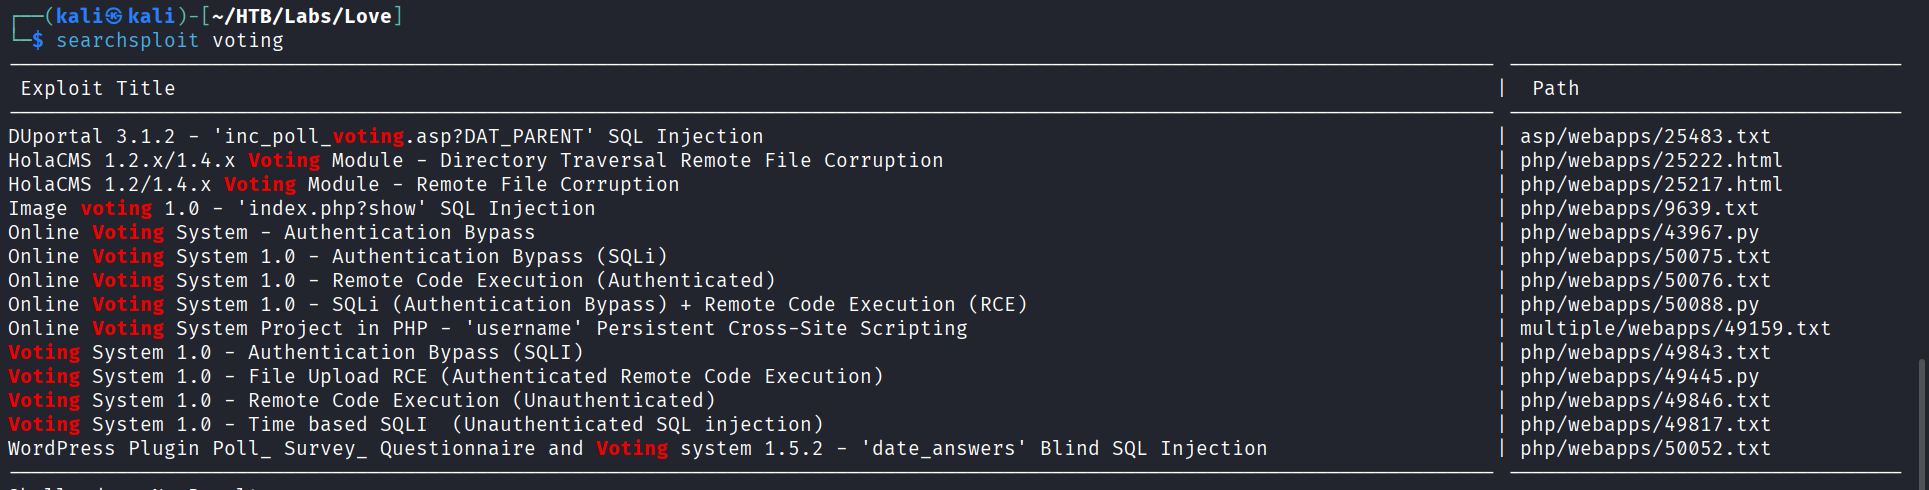 (kali㉿kali)-[~/HTB/Labs/Love]
$ searchsploit voting
Exploit Title | Path
DUportal 3.1.2 - 'inc_poll_voting.asp?DAT_PARENT' SQL Injection | asp/webapps/25483.txt
HolaCMS 1.2.x/1.4.x Voting Module - Directory Traversal Remote File Corruption | php/webapps/25222.html
HolaCMS 1.2/1.4.x Voting Module - Remote File Corruption | php/webapps/25217.html
Image voting 1.0 - 'index.php?show' SQL Injection | php/webapps/9639.txt
Online Voting System - Authentication Bypass | php/webapps/43967.py
Online Voting System 1.0 - Authentication Bypass (SQLi) | php/webapps/50075.txt
Online Voting System 1.0 - Remote Code Execution (Authenticated) | php/webapps/50076.txt
Online Voting System 1.0 - SQLi (Authentication Bypass) + Remote Code Execution (RCE) | php/webapps/50088.py
Online Voting System Project in PHP - 'username' Persistent Cross-Site Scripting | multiple/webapps/49159.txt
Voting System 1.0 - Authentication Bypass (SQLI) | php/webapps/49843.txt
Voting System 1.0 - File Upload RCE (Authenticated Remote Code Execution) | php/webapps/49445.py
Voting System 1.0 - Remote Code Execution (Unauthenticated) | php/webapps/49846.txt
Voting System 1.0 - Time based SQLI  (Unauthenticated SQL injection) | php/webapps/49817.txt
WordPress Plugin Poll_ Survey_ Questionnaire and Voting system 1.5.2 - 'date_answers' Blind SQL Injection | php/webapps/50052.txt